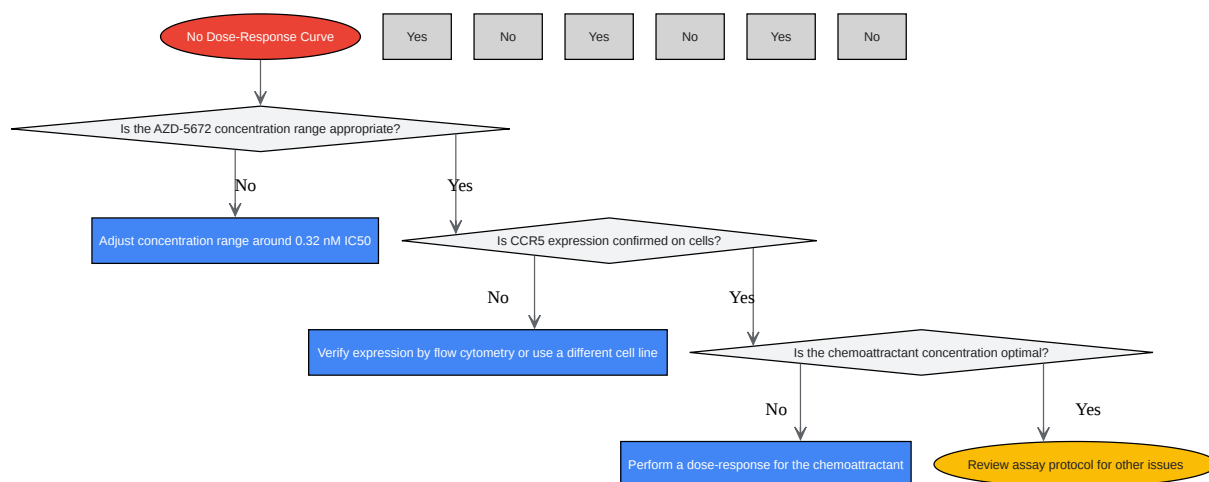 No Dose-Response Curve
Yes
No
Yes
No
Yes
No
Is the AZD-5672 concentration range appropriate?
No
Yes
Adjust concentration range around 0.32 nM IC50
Is CCR5 expression confirmed on cells?
No
Yes
Verify expression by flow cytometry or use a different cell line
Is the chemoattractant concentration optimal?
No
Yes
Perform a dose-response for the chemoattractant
Review assay protocol for other issues